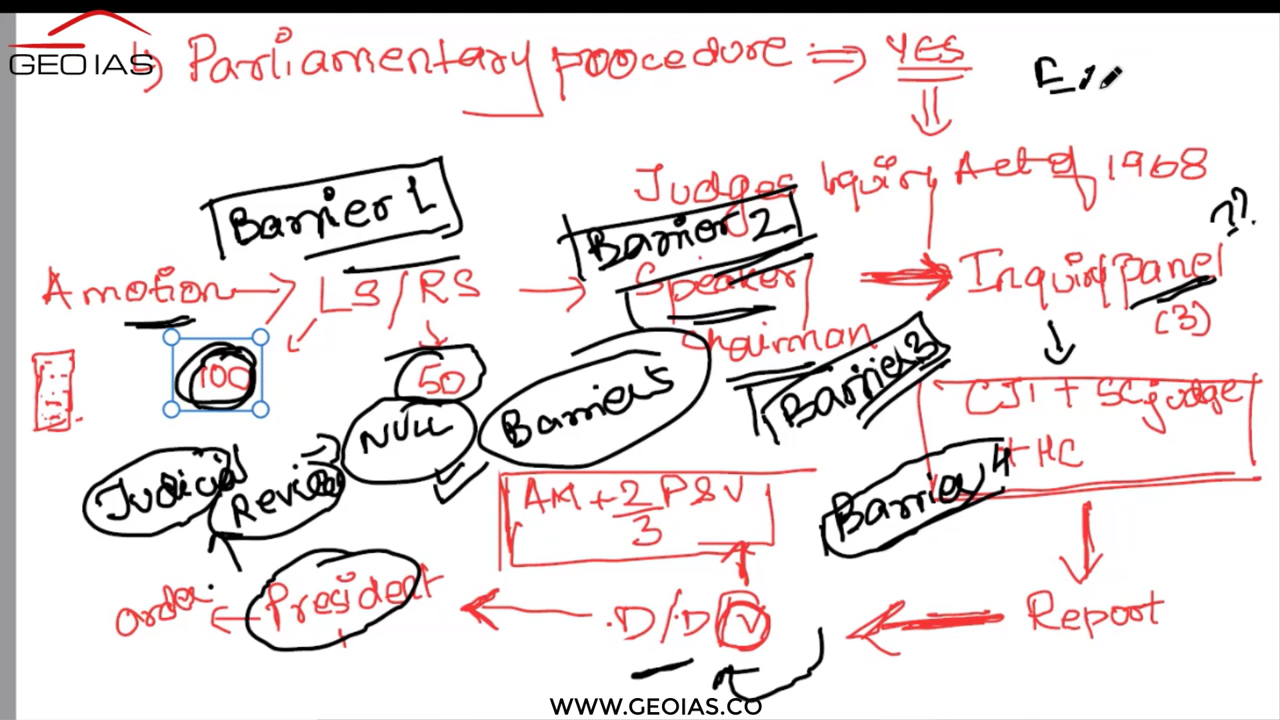 GEO IAS
b) Parliamentary proocedure ⇒ YES
Judges Inquiry Act of 1968
Barrier 1
Barrier 2
??
A motion → LS/RS → Speaker → Inquiry panel
Chairman
(3)
100
50
Barriers
Barrier 3
CJI + SC judge
+ HC
NULL
Judicial
Review
AM + 2/3 PSV
Barrier 4
order ← President ← D/D V ← Report
WWW.GEOIAS.CO